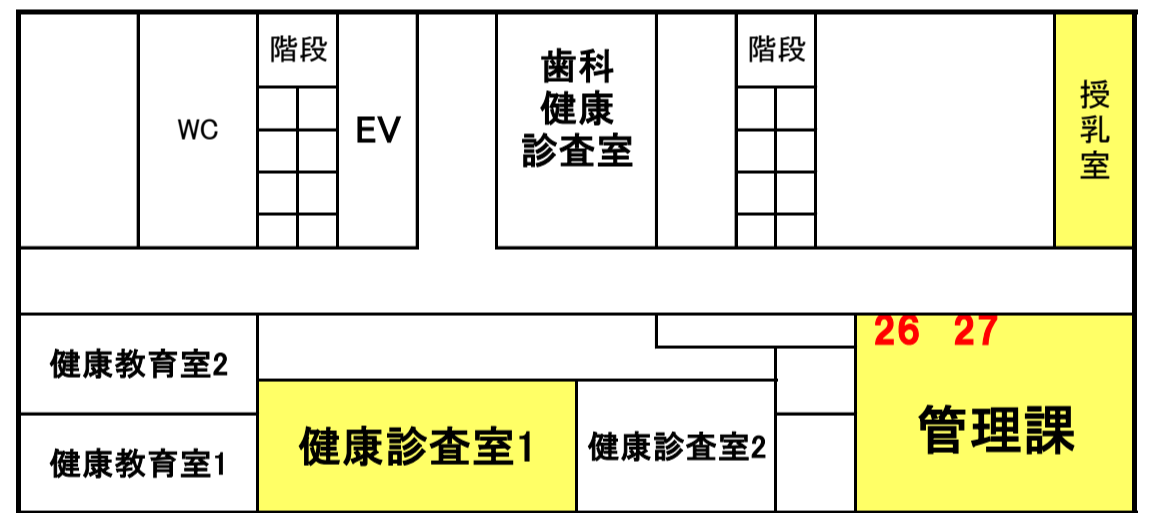 階段
階段
WC
EV
歯科
健康
診査室
授
乳
室
26 27
健康教育室2
管理課
健康教育室1
健康診査室1
健康診査室2